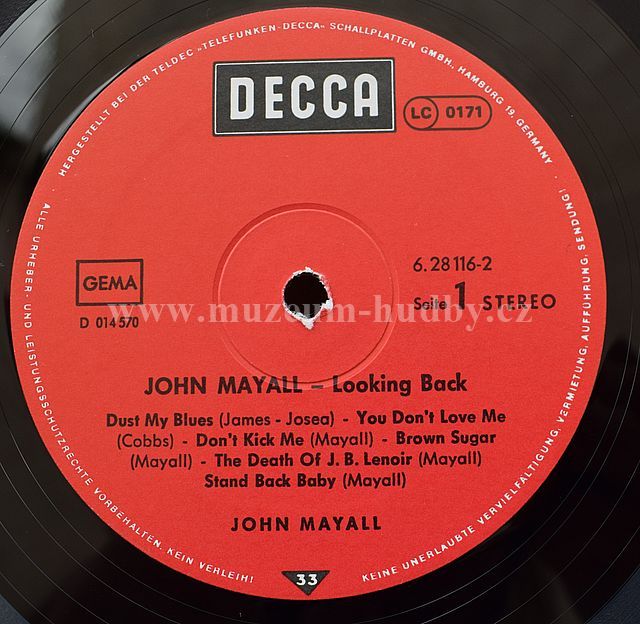 HERGESTELLT BEI DER TELDEC „TELEFUNKEN-DECCA" SCHALLPLATTEN GMBH., HAMBURG 19, GERMANY ·
DECCA
LC 0171
GEMA
D 014570
6.28116-2
Seite 1 STEREO
www.muzeum-hudby.cz
JOHN MAYALL – Looking Back
Dust My Blues (James - Josea) - You Don't Love Me
(Cobbs) - Don't Kick Me (Mayall) - Brown Sugar
(Mayall) - The Death Of J. B. Lenoir (Mayall)
Stand Back Baby (Mayall)
JOHN MAYALL
33
ALLE URHEBER- UND LEISTUNGSSCHUTZRECHTE VORBEHALTEN. KEIN VERLEIH!
KEINE UNERLAUBTE VERVIELFÄLTIGUNG, VERMIETUNG, AUFFÜHRUNG, SENDUNG!